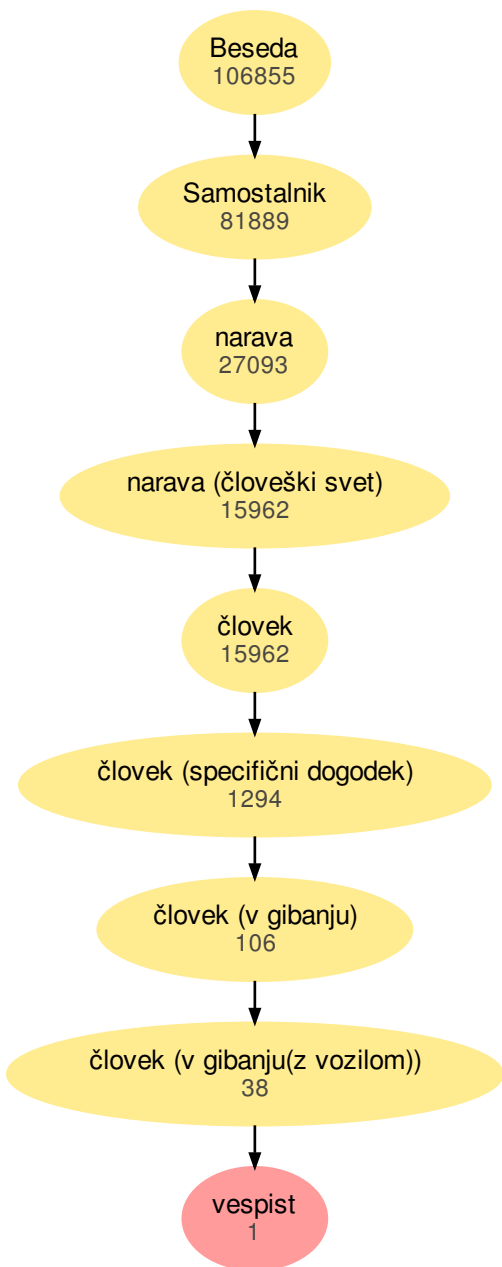 Beseda
106855
Samostalnik
81889
narava
27093
narava (človeški svet)
15962
človek
15962
človek (specifični dogodek)
1294
človek (v gibanju)
106
človek (v gibanju(z vozilom))
38
vespist
1